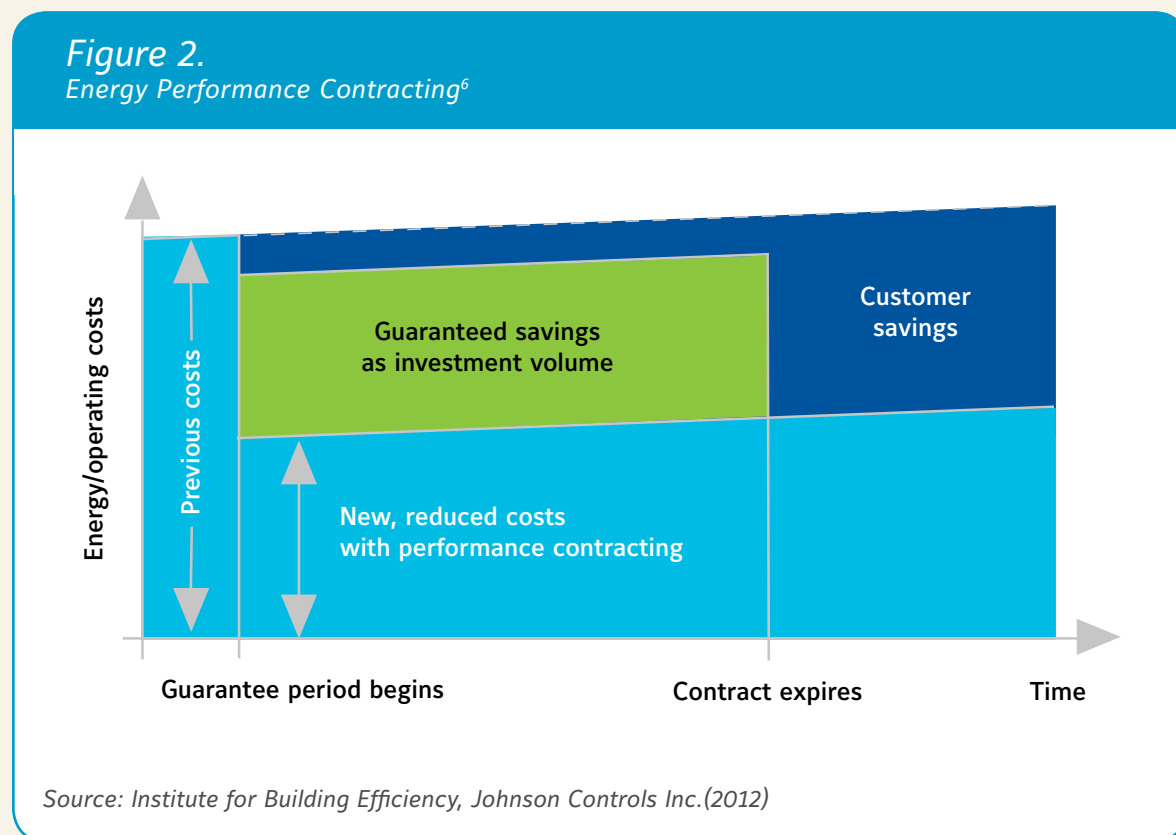 Figure 2.
Energy Performance Contracting⁶
Energy/operating costs
Previous costs
Guaranteed savings
as investment volume
Customer
savings
New, reduced costs
with performance contracting
Guarantee period begins
Contract expires
Time
Source: Institute for Building Efficiency, Johnson Controls Inc.(2012)